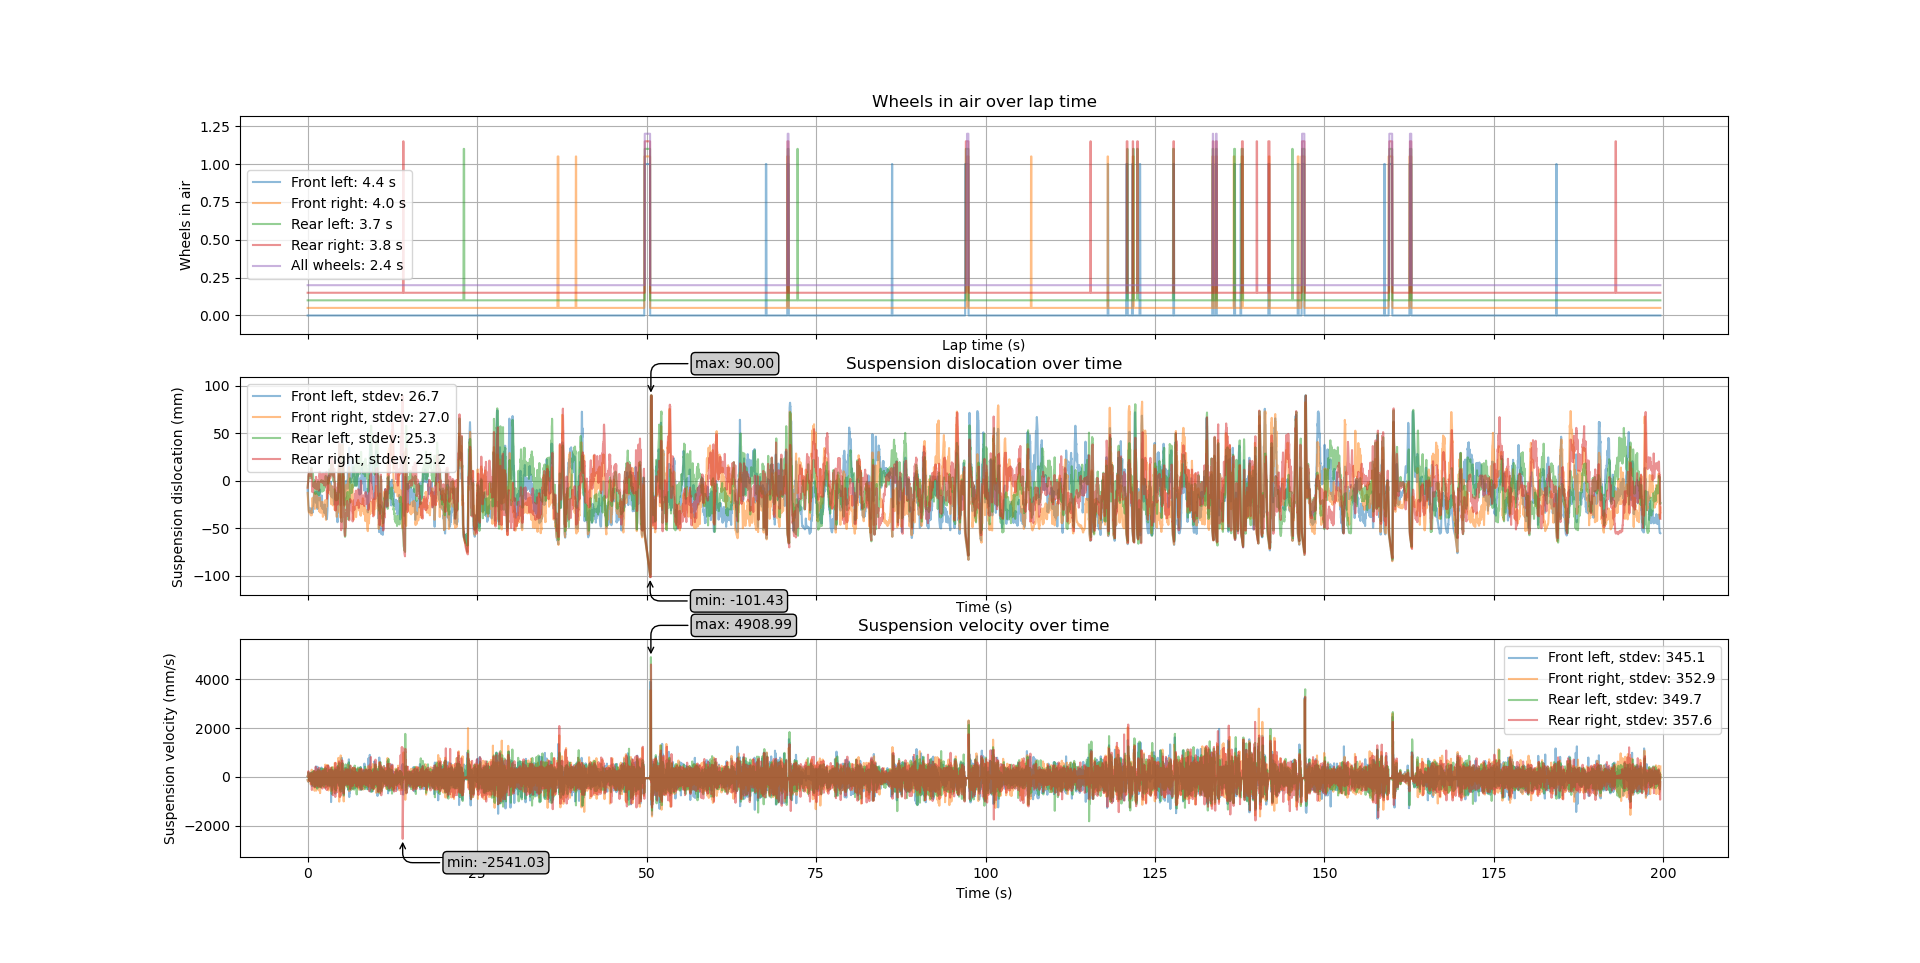 Wheels in air over lap time
1.25
1.00
0.75
0.50
0.25
0.00
Wheels in air
Front left: 4.4 s
Front right: 4.0 s
Rear left: 3.7 s
Rear right: 3.8 s
All wheels: 2.4 s
Lap time (s)
max: 90.00
Suspension dislocation over time
100
50
0
−50
−100
Suspension dislocation (mm)
Front left, stdev: 26.7
Front right, stdev: 27.0
Rear left, stdev: 25.3
Rear right, stdev: 25.2
min: -101.43
Time (s)
max: 4908.99
Suspension velocity over time
4000
2000
0
−2000
Suspension velocity (mm/s)
Front left, stdev: 345.1
Front right, stdev: 352.9
Rear left, stdev: 349.7
Rear right, stdev: 357.6
min: -2541.03
0 25 50 75 100 125 150 175 200
Time (s)